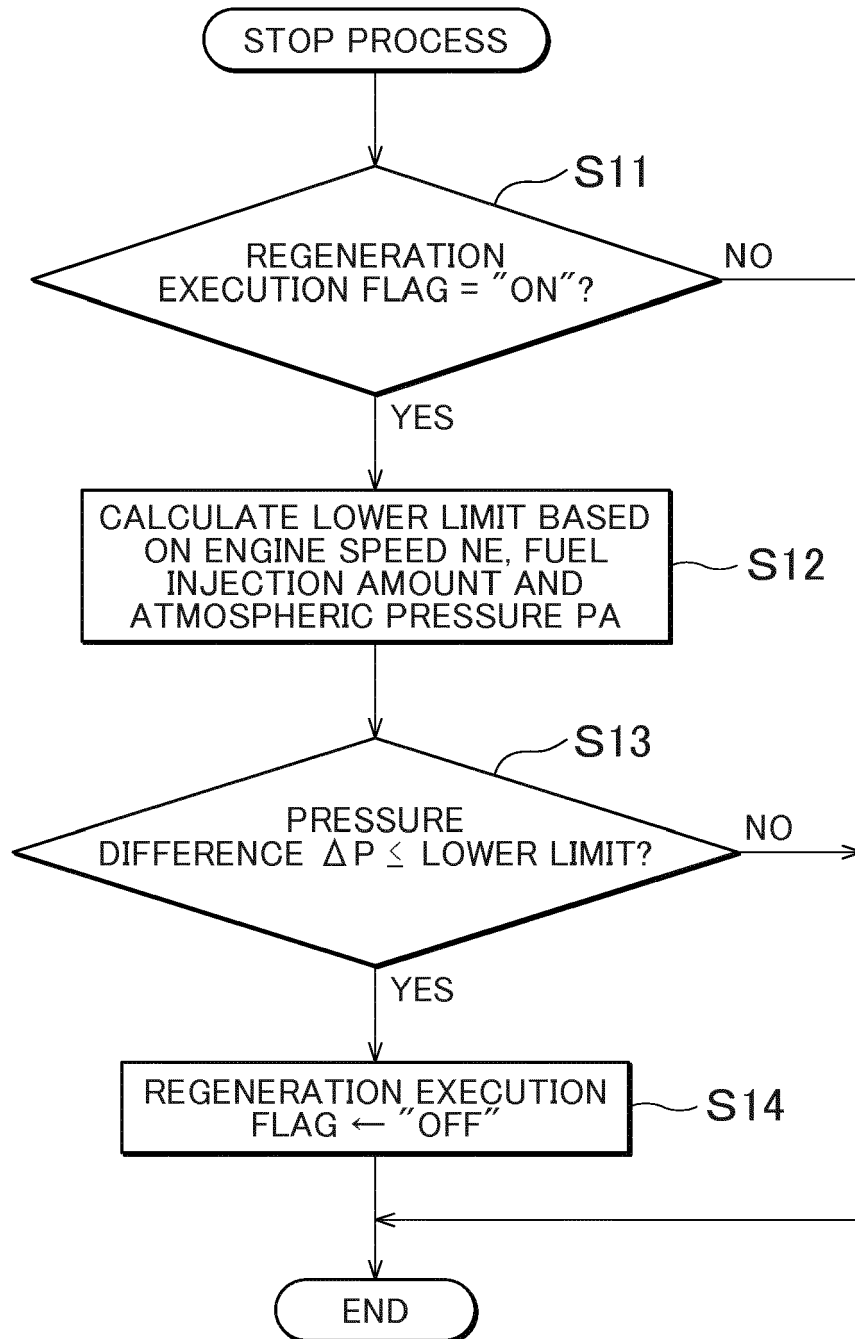 STOP PROCESS
S11
REGENERATION
EXECUTION FLAG = "ON"?
NO
YES
CALCULATE LOWER LIMIT BASED
ON ENGINE SPEED NE, FUEL
INJECTION AMOUNT AND
ATMOSPHERIC PRESSURE PA
S12
S13
PRESSURE
DIFFERENCE ΔP ≤ LOWER LIMIT?
NO
YES
REGENERATION EXECUTION
FLAG ← "OFF"
S14
END